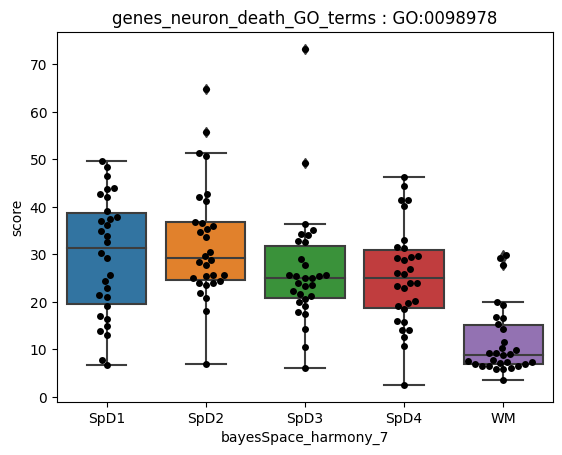 genes_neuron_death_GO_terms : GO:0098978
score
70
60
50
40
30
20
10
0
SpD1 SpD2 SpD3 SpD4 WM
bayesSpace_harmony_7